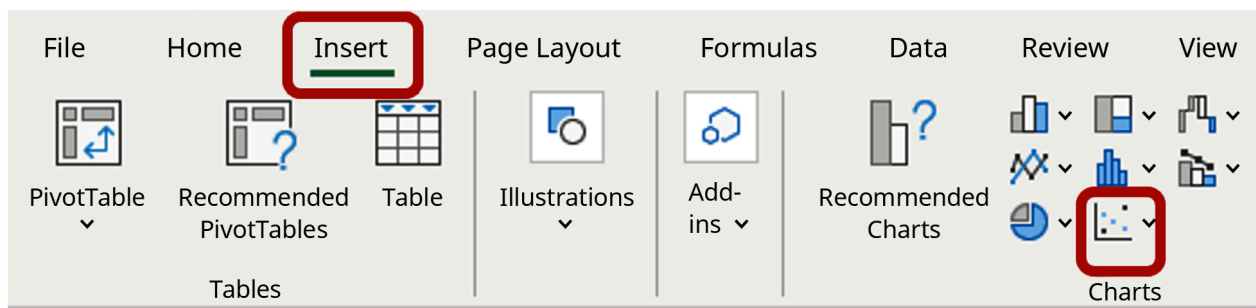 File Home Insert Page Layout Formulas Data Review View
PivotTable Recommended PivotTables Table Illustrations Add-ins Recommended Charts
Tables Charts